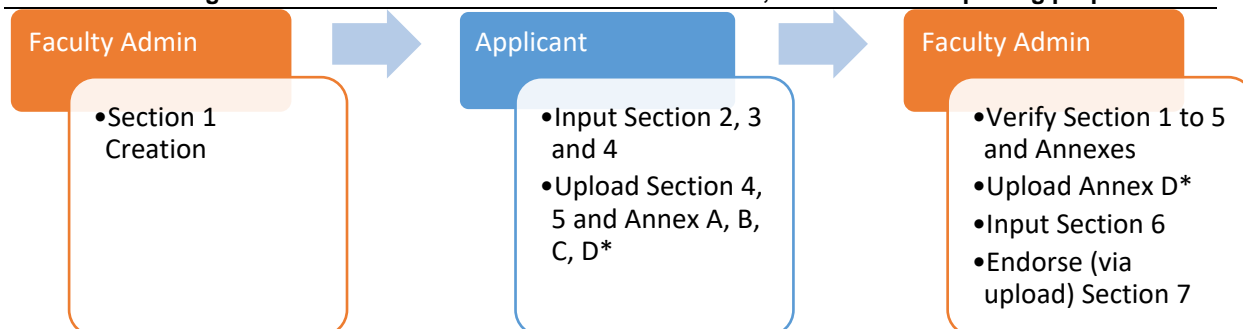 Faculty Admin
•Section 1
Creation
Applicant
•Input Section 2, 3
and 4
•Upload Section 4,
5 and Annex A, B,
C, D*
Faculty Admin
•Verify Section 1 to 5
and Annexes
•Upload Annex D*
•Input Section 6
•Endorse (via
upload) Section 7